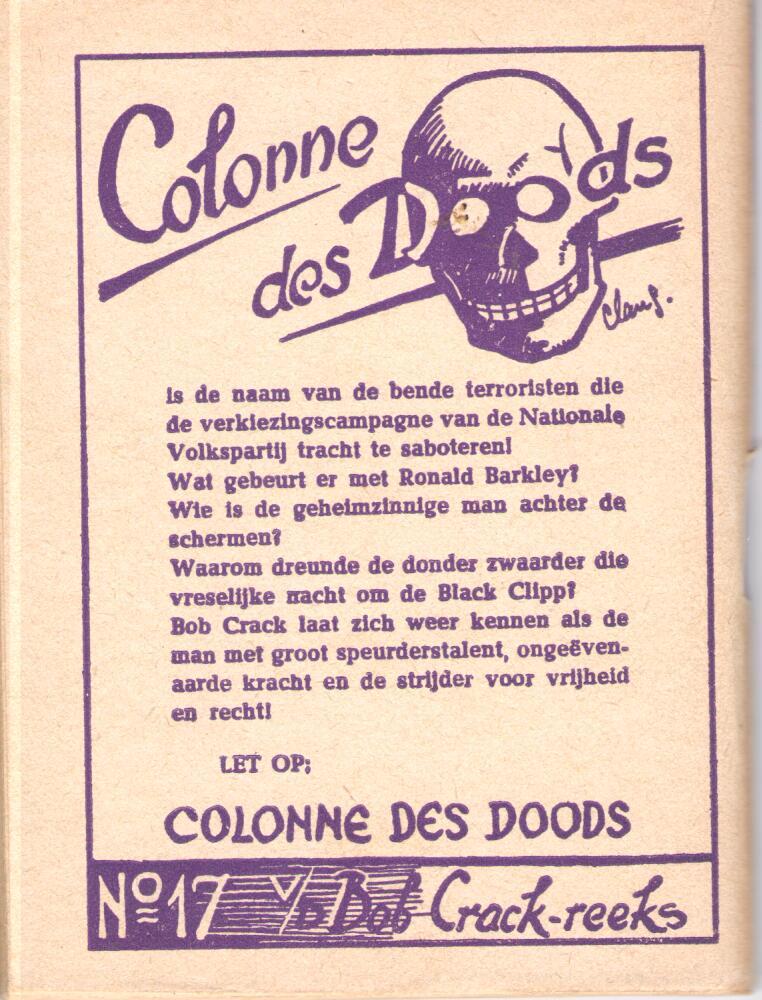 Colonne
des Doods
Claus.
is de naam van de bende terroristen die
de verkiezingscampagne van de Nationale
Volkspartij tracht te saboteren!
Wat gebeurt er met Ronald Barkley?
Wie is de geheimzinnige man achter de
schermen?
Waarom dreunde de donder zwaarder die
vreselijke nacht om de Black Clipp?
Bob Crack laat zich weer kennen als de
man met groot speurderstalent, ongeëven-
aarde kracht en de strijder voor vrijheid
en recht!
LET OP:
COLONNE DES DOODS
No 17 v/d Bob Crack-reeks